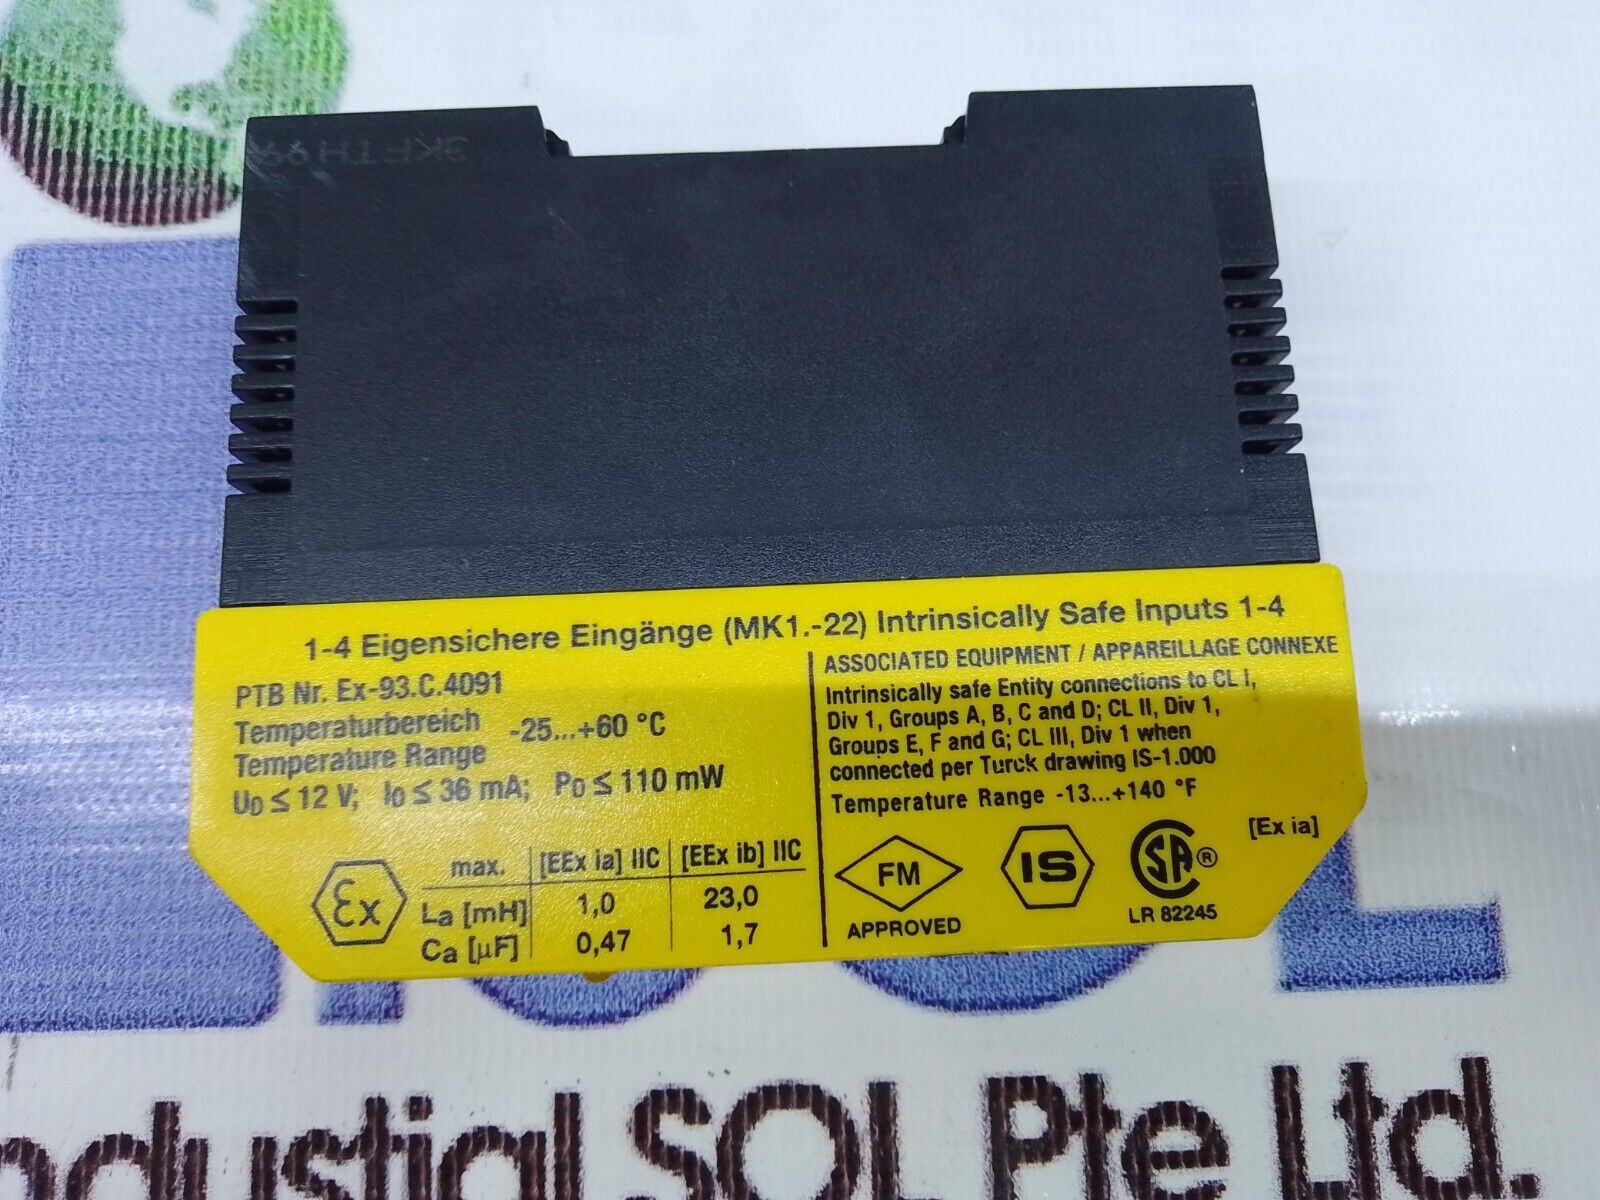 1-4 Eigensichere Eingänge (MK1.-22) Intrinsically Safe Inputs 1-4
PTB Nr. Ex-93.C.4091
Temperaturbereich
Temperature Range
-25...+60 °C
U₀ ≤ 12 V; I₀ ≤ 36 mA; P₀ ≤ 110 mW
Ex
max. [EEx ia] IIC [EEx ib] IIC
La [mH] 1,0 23,0
Ca [µF] 0,47 1,7
ASSOCIATED EQUIPMENT / APPAREILLAGE CONNEXE
Intrinsically safe Entity connections to CL I,
Div 1, Groups A, B, C and D; CL II, Div 1,
Groups E, F and G; CL III, Div 1 when
connected per Turck drawing IS-1.000
Temperature Range -13...+140 °F
[Ex ia]
FM
APPROVED
IS
CSA®
LR 82245
ndustial SOL Pte Ltd.